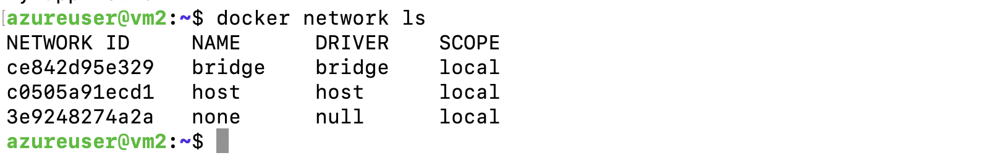 azureuser@vm2:~$ docker network ls
NETWORK ID     NAME      DRIVER    SCOPE
ce842d95e329   bridge    bridge    local
c0505a91ecd1   host      host      local
3e9248274a2a   none      null      local
azureuser@vm2:~$